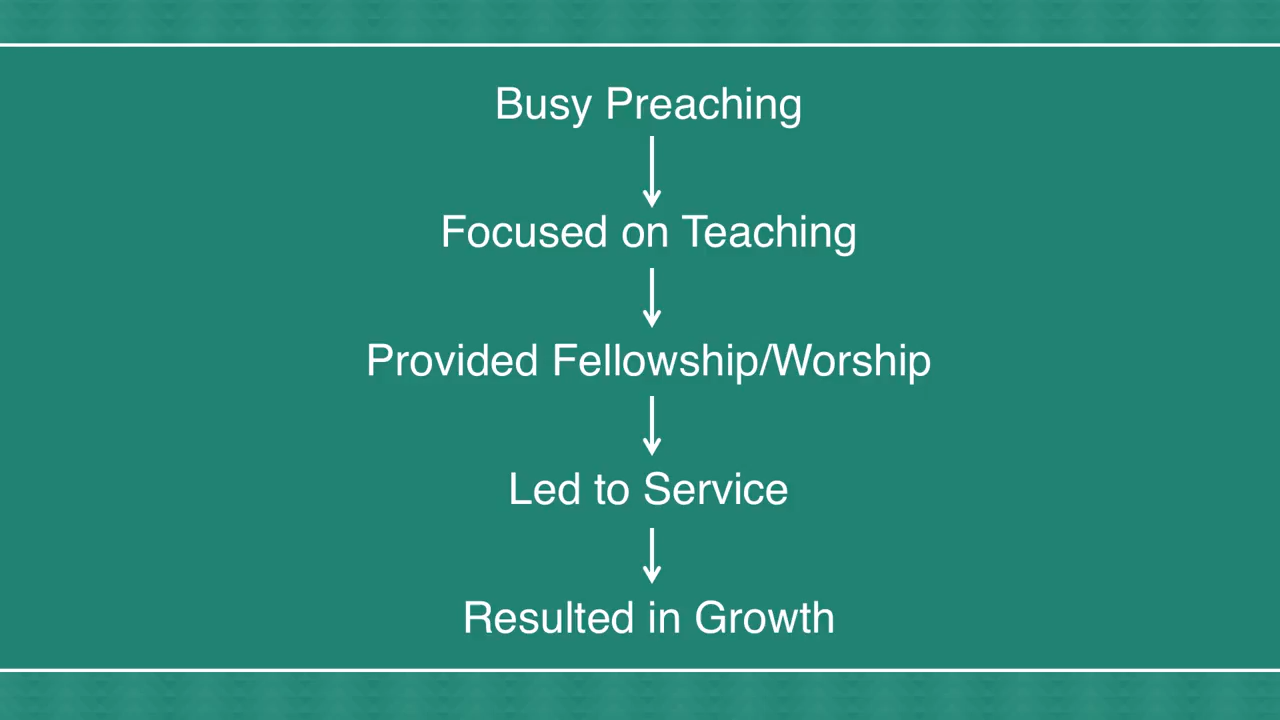 Busy Preaching
Focused on Teaching
Provided Fellowship/Worship
Led to Service
Resulted in Growth